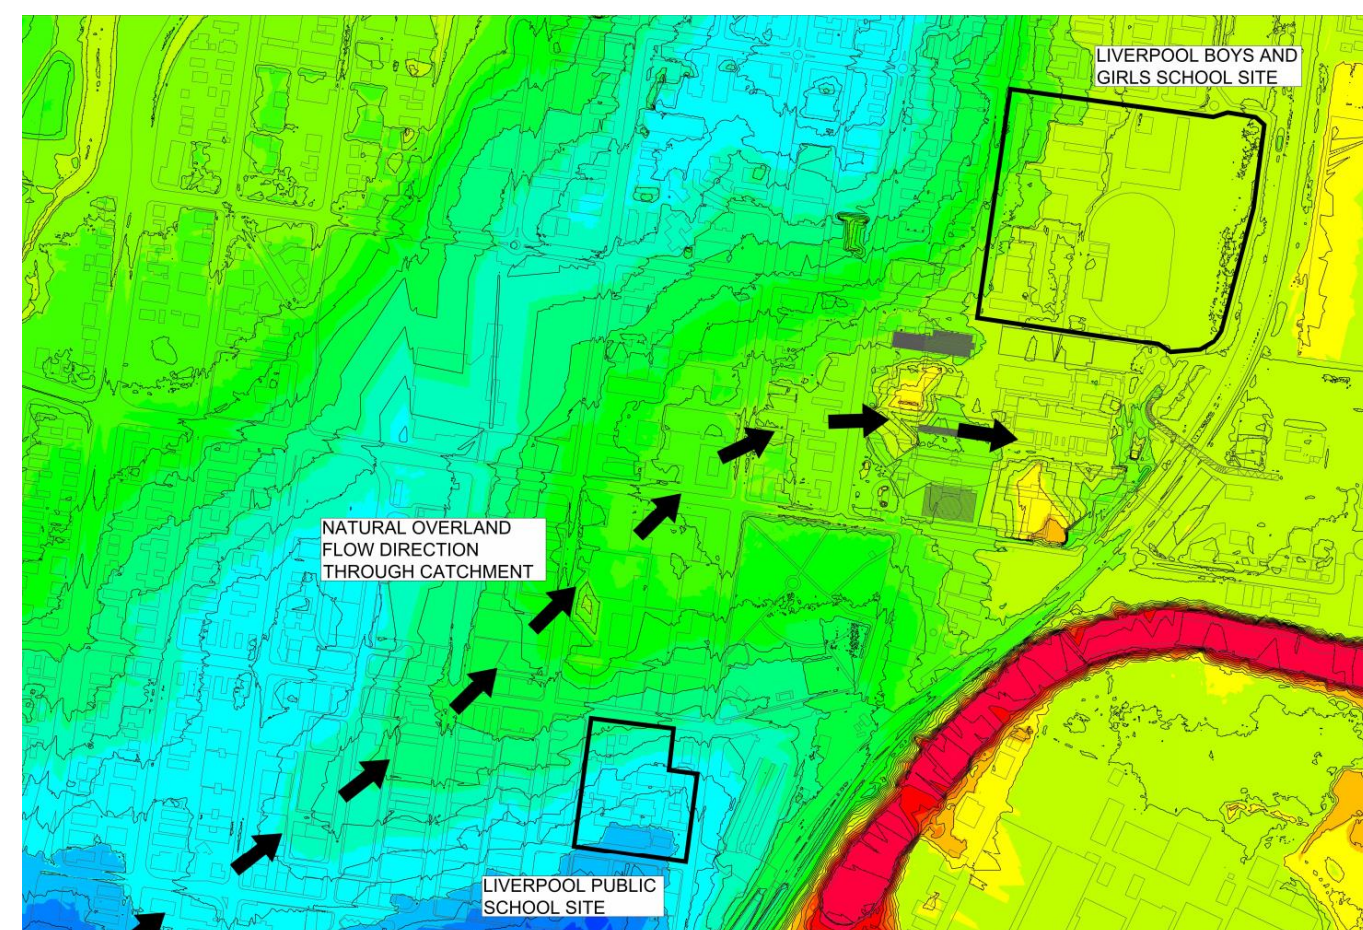 LIVERPOOL BOYS AND
GIRLS SCHOOL SITE
NATURAL OVERLAND
FLOW DIRECTION
THROUGH CATCHMENT
LIVERPOOL PUBLIC
SCHOOL SITE